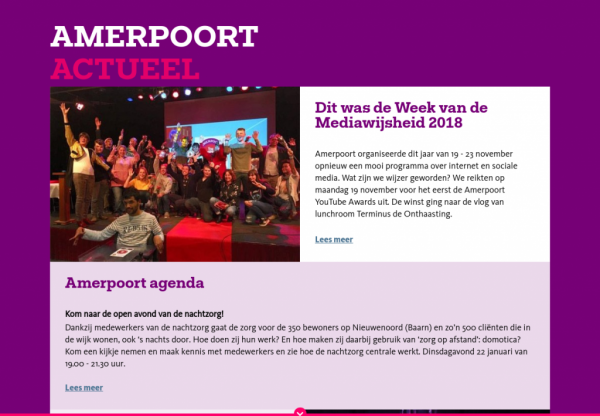 AMERPOORT
ACTUEEL
Dit was de Week van de
Mediawijsheid 2018
Amerpoort organiseerde dit jaar van 19 - 23 november
opnieuw een mooi programma over internet en sociale
media. Wat zijn we wijzer geworden? We reikten op
maandag 19 november voor het eerst de Amerpoort
YouTube Awards uit. De winst ging naar de vlog van
lunchroom Terminus de Onthaasting.
Lees meer
Amerpoort agenda
Kom naar de open avond van de nachtzorg!
Dankzij medewerkers van de nachtzorg gaat de zorg voor de 350 bewoners op Nieuwenoord (Baarn) en zo'n 500 cliënten die in
de wijk wonen, ook 's nachts door. Hoe doen zij hun werk? En hoe maken zij daarbij gebruik van 'zorg op afstand': domotica?
Kom een kijkje nemen en maak kennis met medewerkers en zie hoe de nachtzorg centrale werkt. Dinsdagavond 22 januari van
19.00 - 21.30 uur.
Lees meer